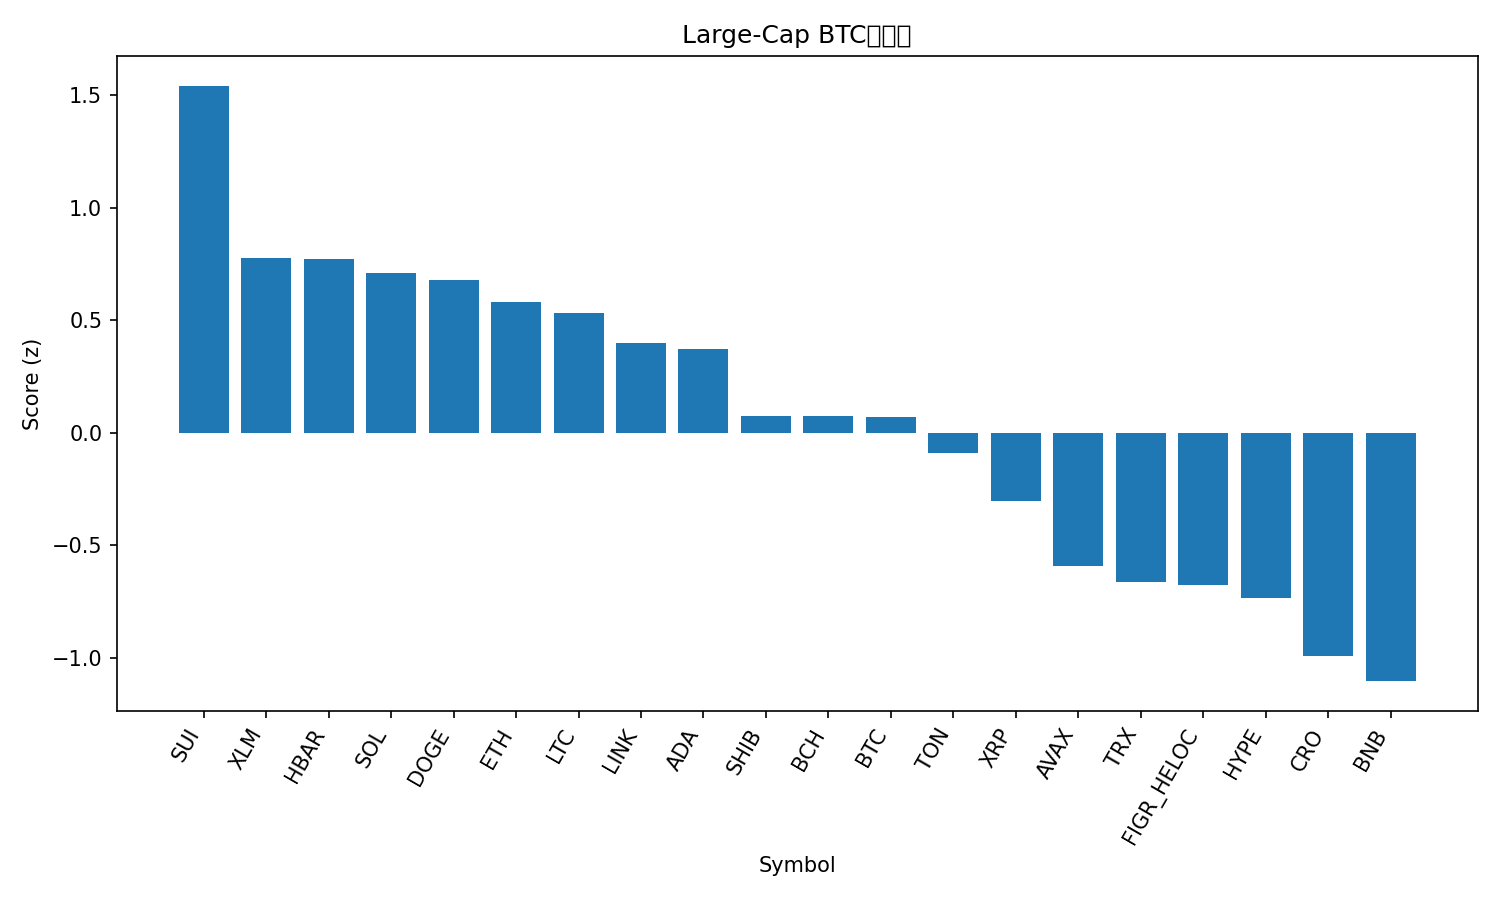 Large-Cap BTC
Score (z)
1.5
1.0
0.5
0.0
−0.5
−1.0
SUI
XLM
HBAR
SOL
DOGE
ETH
LTC
LINK
ADA
SHIB
BCH
BTC
TON
XRP
AVAX
TRX
FIGR_HELOC
HYPE
CRO
BNB
Symbol